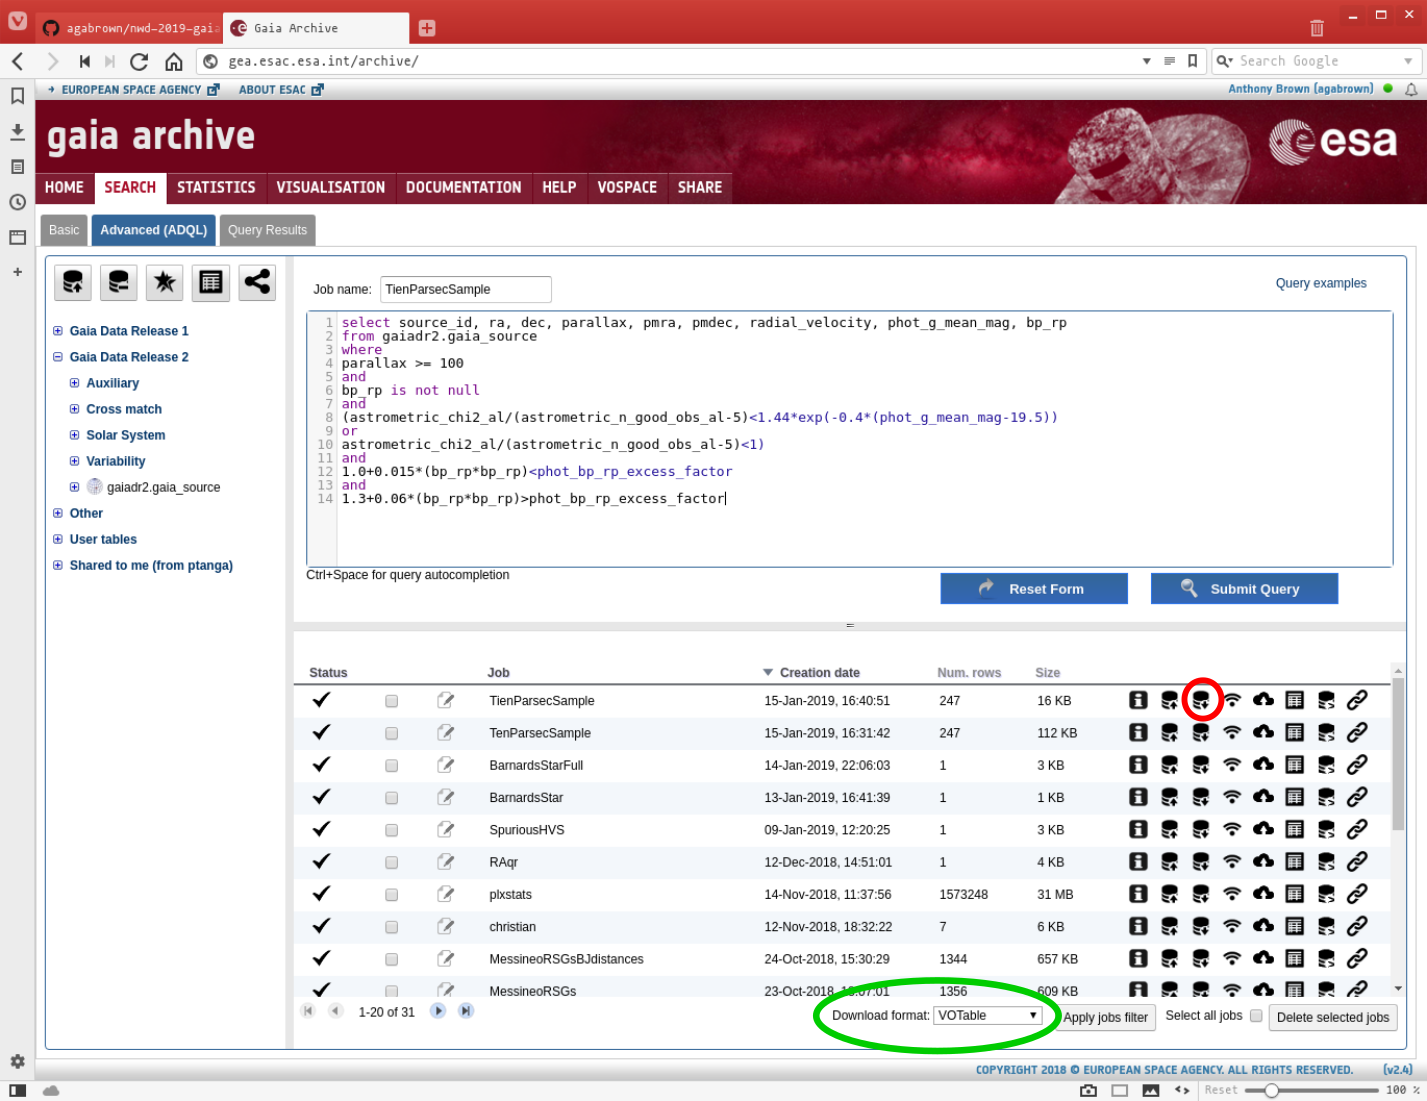 agabrown/nwd-2019-gaia
Gaia Archive
gea.esac.esa.int/archive/
Search Google
EUROPEAN SPACE AGENCY
ABOUT ESAC
Anthony Brown (agabrown)
gaia archive
esa
HOME
SEARCH
STATISTICS
VISUALISATION
DOCUMENTATION
HELP
VOSPACE
SHARE
Basic
Advanced (ADQL)
Query Results
Gaia Data Release 1
Gaia Data Release 2
Auxiliary
Cross match
Solar System
Variability
gaiadr2.gaia_source
Other
User tables
Shared to me (from ptanga)
Job name: TienParsecSample
Query examples
1 select source_id, ra, dec, parallax, pmra, pmdec, radial_velocity, phot_g_mean_mag, bp_rp
2 from gaiadr2.gaia_source
3 where
4 parallax >= 100
5 and
6 bp_rp is not null
7 and
8 (astrometric_chi2_al/(astrometric_n_good_obs_al-5)<1.44*exp(-0.4*(phot_g_mean_mag-19.5))
9 or
10 astrometric_chi2_al/(astrometric_n_good_obs_al-5)<1)
11 and
12 1.0+0.015*(bp_rp*bp_rp)<phot_bp_rp_excess_factor
13 and
14 1.3+0.06*(bp_rp*bp_rp)>phot_bp_rp_excess_factor
Ctrl+Space for query autocompletion
Reset Form
Submit Query
Status Job Creation date Num. rows Size
TienParsecSample 15-Jan-2019, 16:40:51 247 16 KB
TenParsecSample 15-Jan-2019, 16:31:42 247 112 KB
BarnardsStarFull 14-Jan-2019, 22:06:03 1 3 KB
BarnardsStar 13-Jan-2019, 16:41:39 1 1 KB
SpuriousHVS 09-Jan-2019, 12:20:25 1 3 KB
RAqr 12-Dec-2018, 14:51:01 1 4 KB
plxstats 14-Nov-2018, 11:37:56 1573248 31 MB
christian 12-Nov-2018, 18:32:22 7 6 KB
MessineoRSGsBJdistances 24-Oct-2018, 15:30:29 1344 657 KB
MessineoRSGs 23-Oct-2018, 1356 609 KB
1-20 of 31
Download format: VOTable
Apply jobs filter
Select all jobs
Delete selected jobs
COPYRIGHT 2018 © EUROPEAN SPACE AGENCY. ALL RIGHTS RESERVED. (v2.4)
Reset
100 %